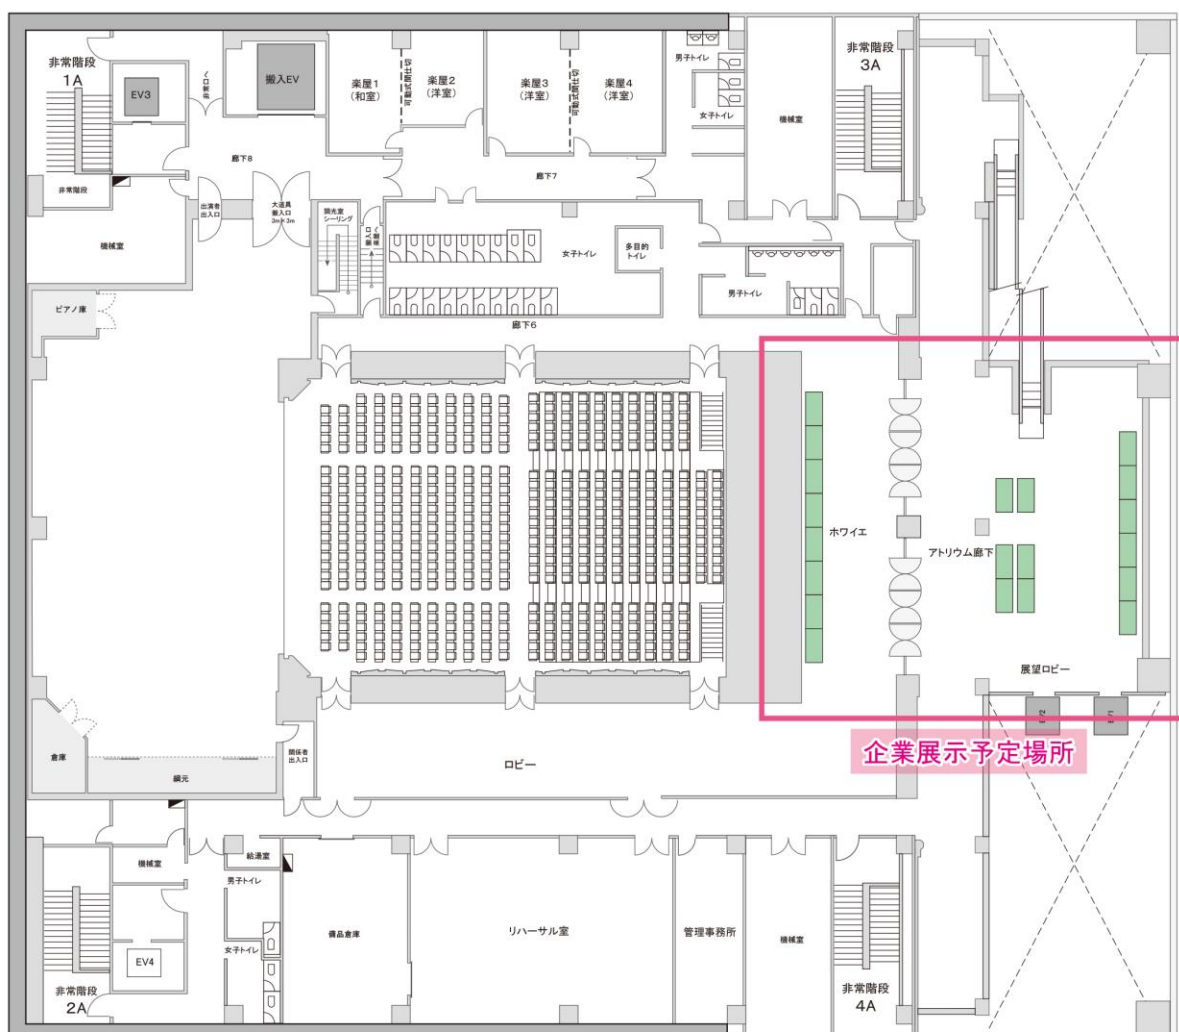 非常階段
1A
EV3
非常口へ
搬入EV
楽屋1
(和室)
可動式間仕切
楽屋2
(洋室)
楽屋3
(洋室)
可動式間仕切
楽屋4
(洋室)
男子トイレ
女子トイレ
機械室
非常階段
3A
廊下8
廊下7
非常階段
出演者
出入口
大道具
搬入口
3m×3m
調光室
シーリング
機械室
女子トイレ
多目的
トイレ
男子トイレ
ピアノ庫
廊下6
ホワイエ
アトリウム廊下
展望ロビー
EV2
EV1
企業展示予定場所
倉庫
綱元
関係者
出入口
ロビー
機械室
給湯室
男子トイレ
女子トイレ
EV4
非常階段
2A
備品倉庫
リハーサル室
管理事務所
機械室
非常階段
4A